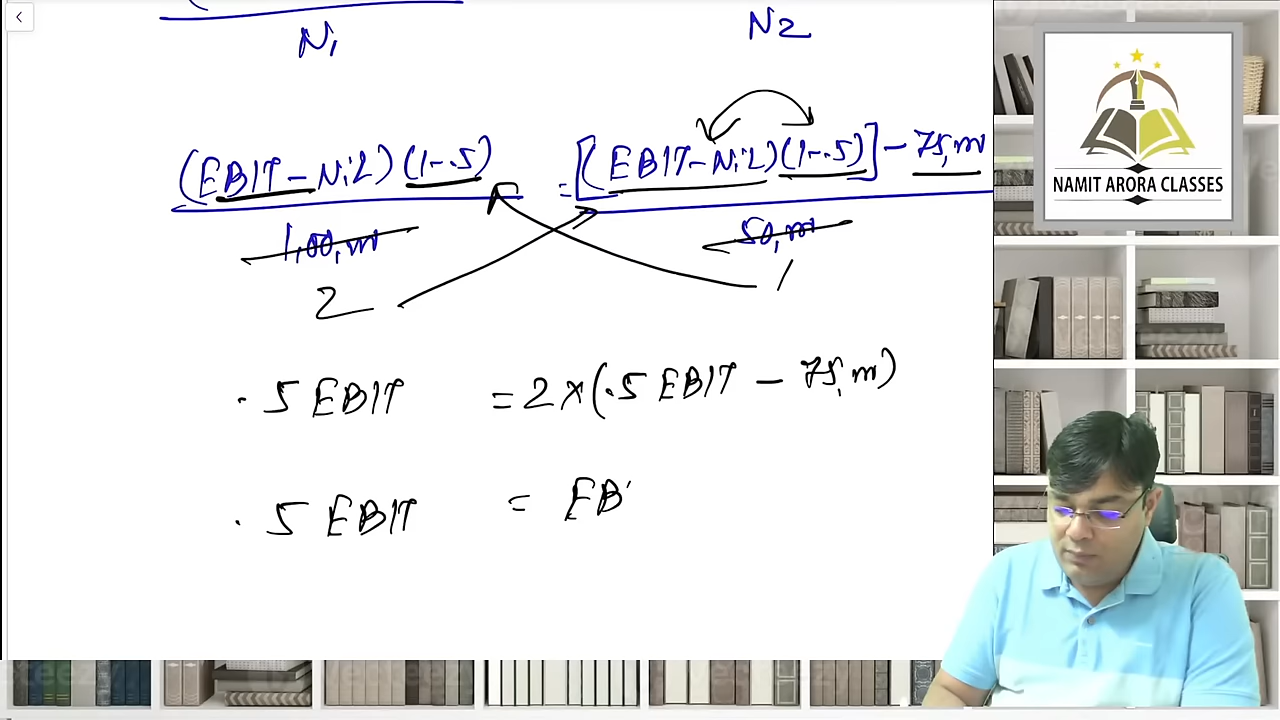 N1 N2
(EBIT - NiL) (1-.5) = [(EBIT - NiL) (1-.5)] - 75,m
1,00,m 50,m
2 1
.5 EBIT = 2 x (.5 EBIT - 75,m)
.5 EBIT = EB
NAMIT ARORA CLASSES